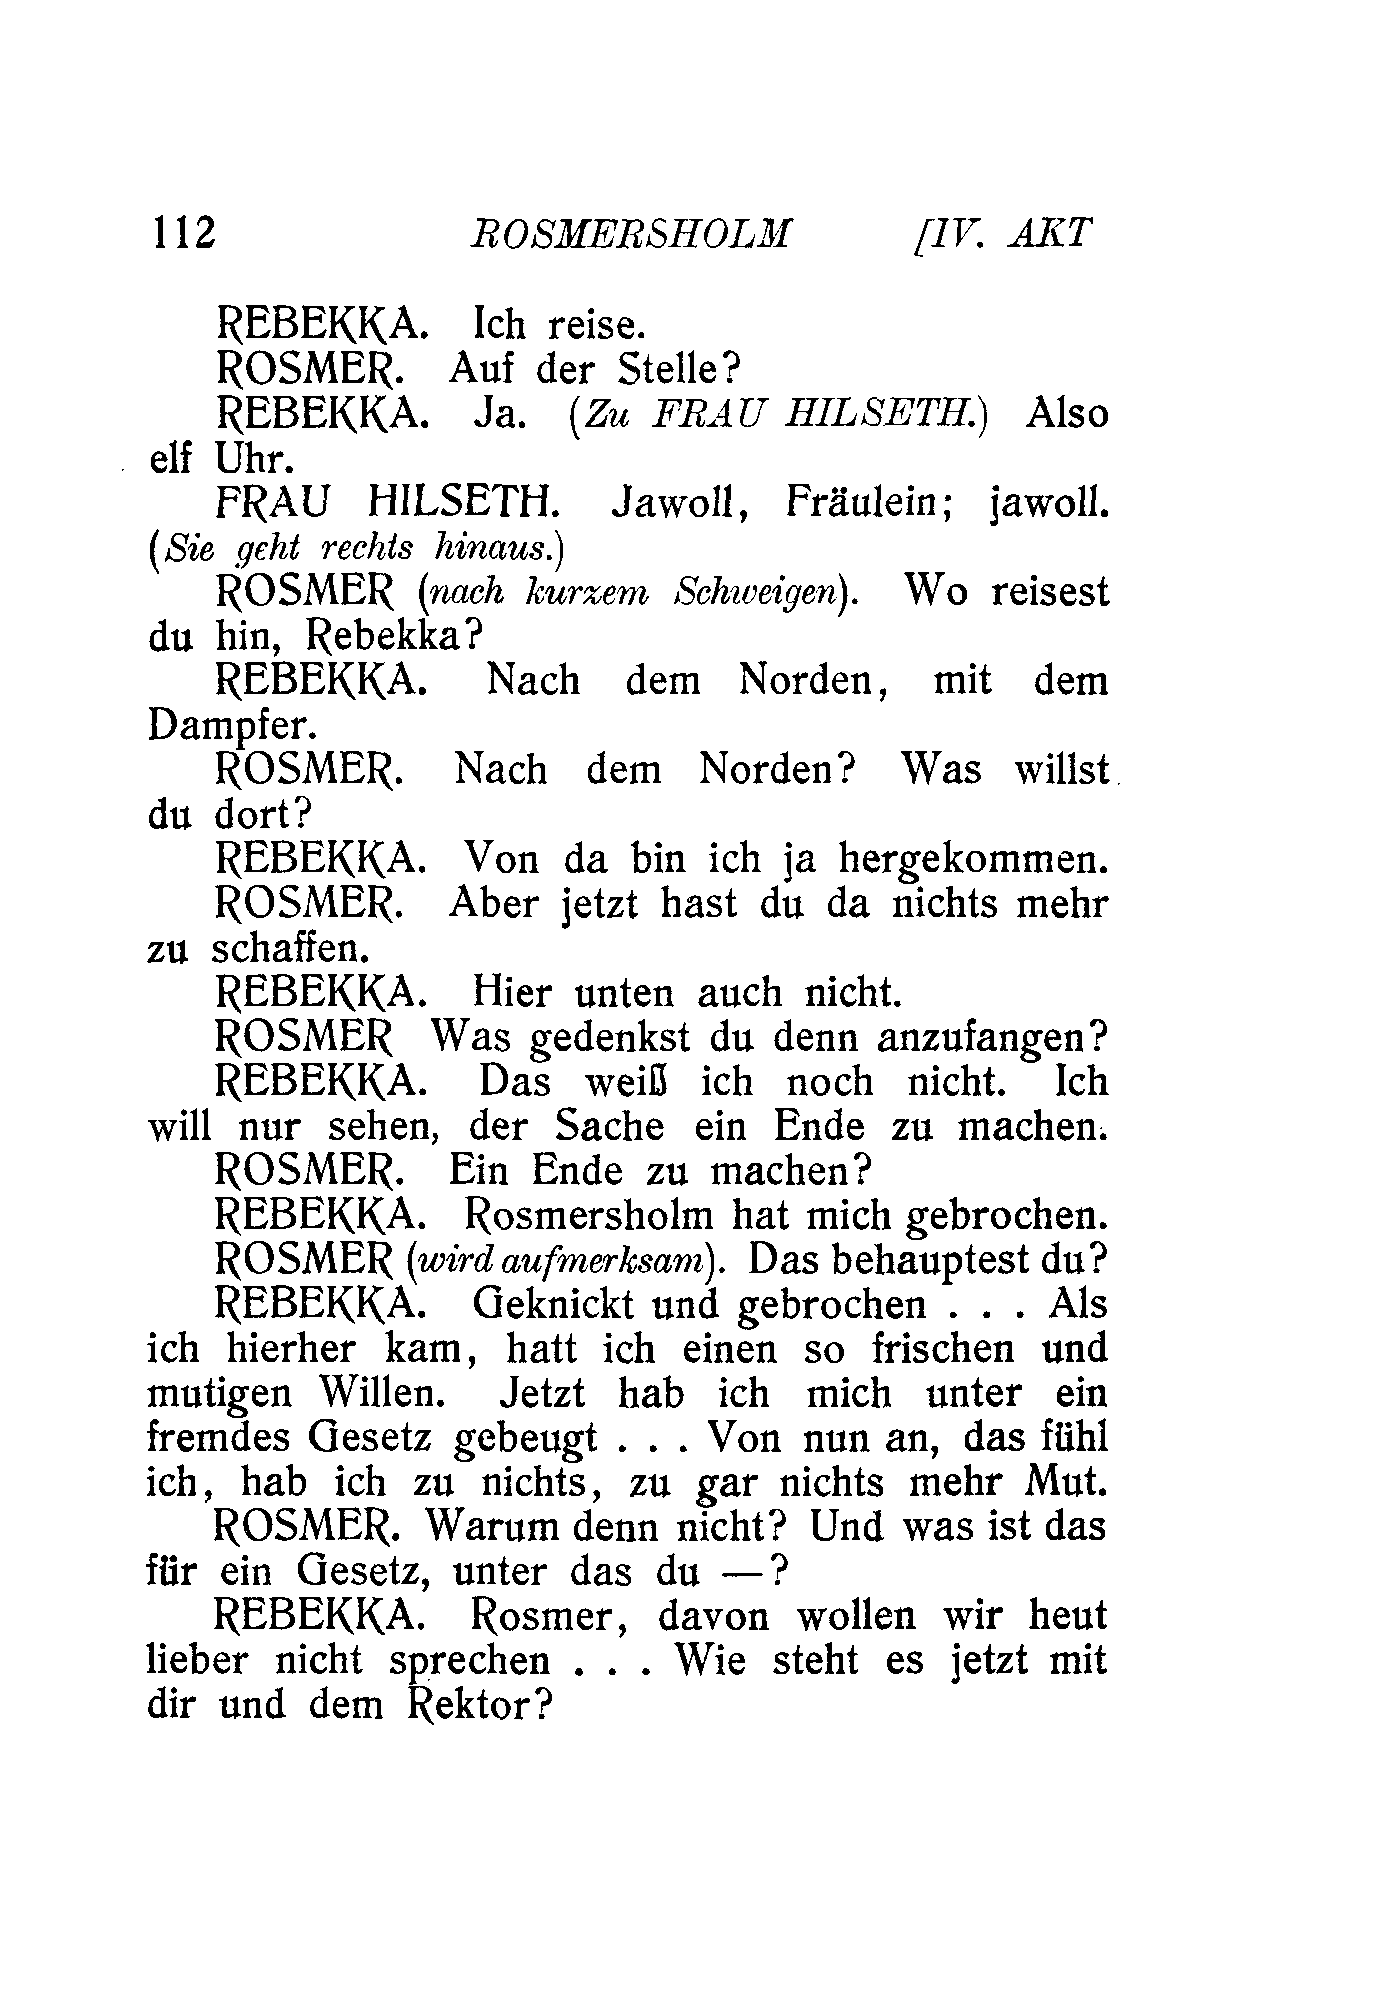 112 ROSMERSHOLM [IV. AKT
REBEKKA. Ich reise.
ROSMER. Auf der Stelle?
REBEKKA. Ja. (Zu FRAU HILSETH.) Also
elf Uhr.
FRAU HILSETH. Jawoll, Fräulein; jawoll.
(Sie geht rechts hinaus.)
ROSMER (nach kurzem Schweigen). Wo reisest
du hin, Rebekka?
REBEKKA. Nach dem Norden, mit dem
Dampfer.
ROSMER. Nach dem Norden? Was willst
du dort?
REBEKKA. Von da bin ich ja hergekommen.
ROSMER. Aber jetzt hast du da nichts mehr
zu schaffen.
REBEKKA. Hier unten auch nicht.
ROSMER Was gedenkst du denn anzufangen?
REBEKKA. Das weiß ich noch nicht. Ich
will nur sehen, der Sache ein Ende zu machen.
ROSMER. Ein Ende zu machen?
REBEKKA. Rosmersholm hat mich gebrochen.
ROSMER (wird aufmerksam). Das behauptest du?
REBEKKA. Geknickt und gebrochen . . . Als
ich hierher kam, hatt ich einen so frischen und
mutigen Willen. Jetzt hab ich mich unter ein
fremdes Gesetz gebeugt . . . Von nun an, das fühl
ich, hab ich zu nichts, zu gar nichts mehr Mut.
ROSMER. Warum denn nicht? Und was ist das
für ein Gesetz, unter das du —?
REBEKKA. Rosmer, davon wollen wir heut
lieber nicht sprechen . . . Wie steht es jetzt mit
dir und dem Rektor?